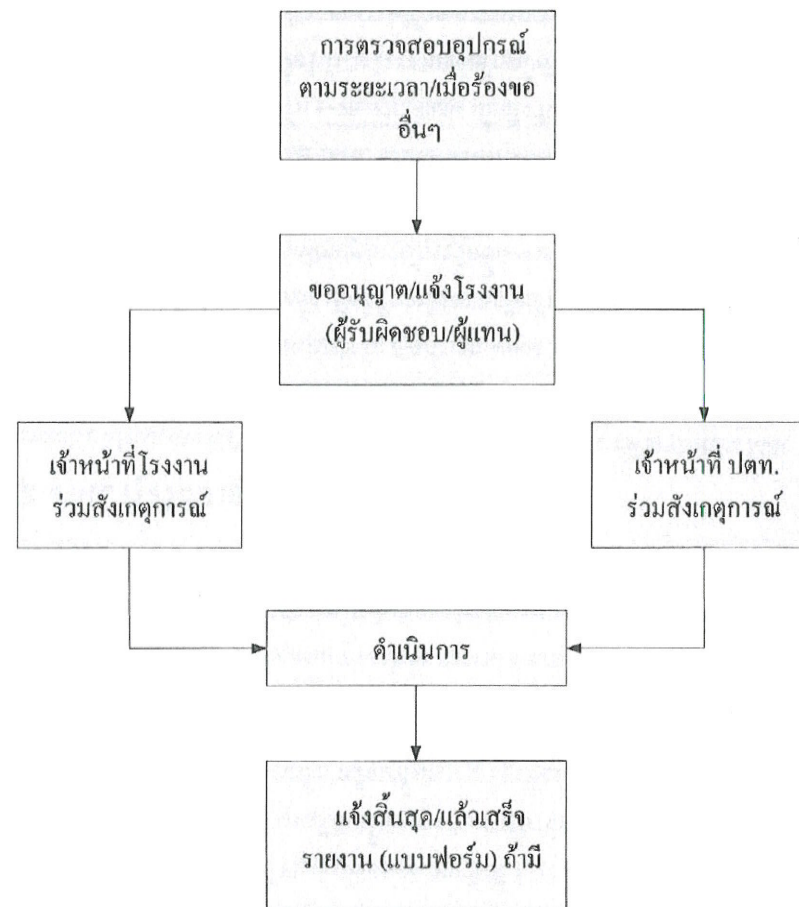 การตรวจสอบอุปกรณ์
ตามระยะเวลา/เมื่อร้องขอ
อื่นๆ
ขออนุญาต/แจ้งโรงงาน
(ผู้รับผิดชอบ/ผู้แทน)
เจ้าหน้าที่โรงงาน
ร่วมสังเกตุการณ์
เจ้าหน้าที่ ปตท.
ร่วมสังเกตุการณ์
ดำเนินการ
แจ้งสิ้นสุด/แล้วเสร็จ
รายงาน (แบบฟอร์ม) ถ้ามี